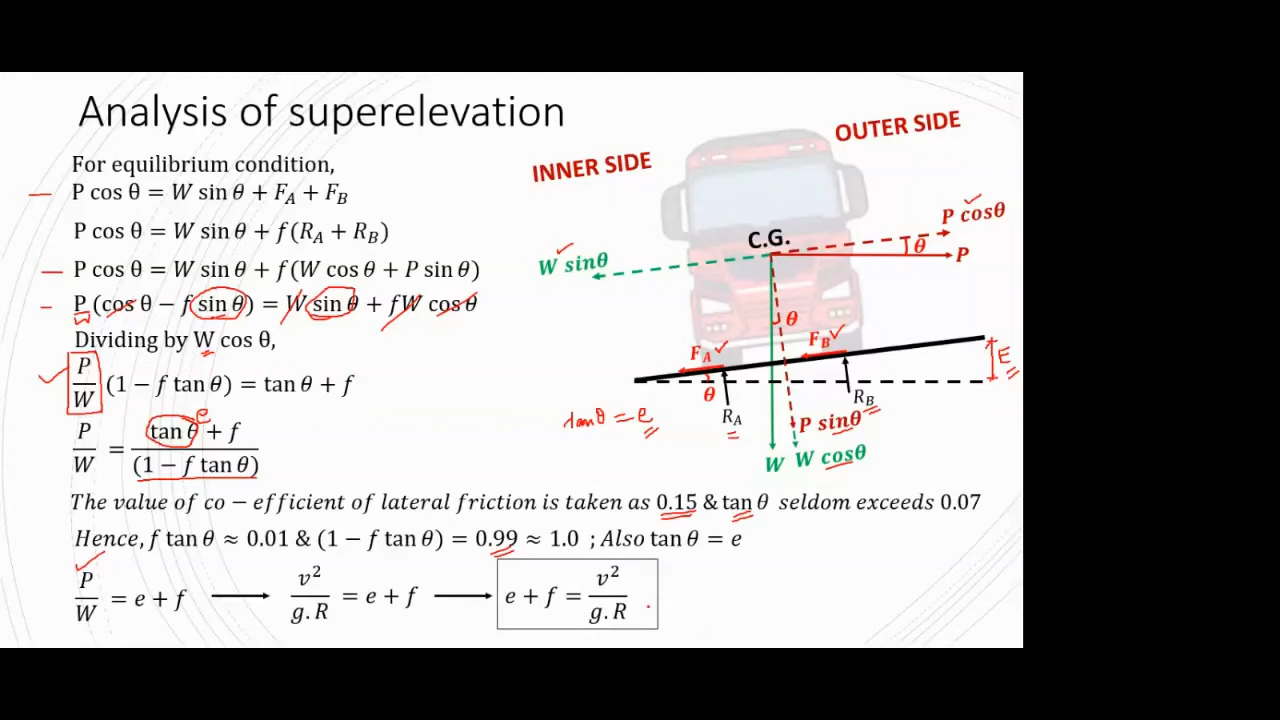 Analysis of superelevation
For equilibrium condition,
P cos θ = W sin θ + F_A + F_B
P cos θ = W sin θ + f(R_A + R_B)
P cos θ = W sin θ + f(W cos θ + P sin θ)
P (cos θ − f sin θ) = W sin θ + fW cos θ
W
Dividing by W cos θ,
P/W (1 − f tan θ) = tan θ + f
e
P/W = (tan θ + f)/(1 − f tan θ)
The value of co − efficient of lateral friction is taken as 0.15 & tan θ seldom exceeds 0.07
Hence, f tan θ ≈ 0.01 & (1 − f tan θ) = 0.99 ≈ 1.0 ; Also tan θ = e
P/W = e + f ⟶ v²/g.R = e + f ⟶ e + f = v²/g.R
INNER SIDE
OUTER SIDE
P cosθ
C.G.
θ
P
W sinθ
θ
F_B
F_A
E
θ
R_B
tanθ = e
R_A
P sinθ
W
W cosθ